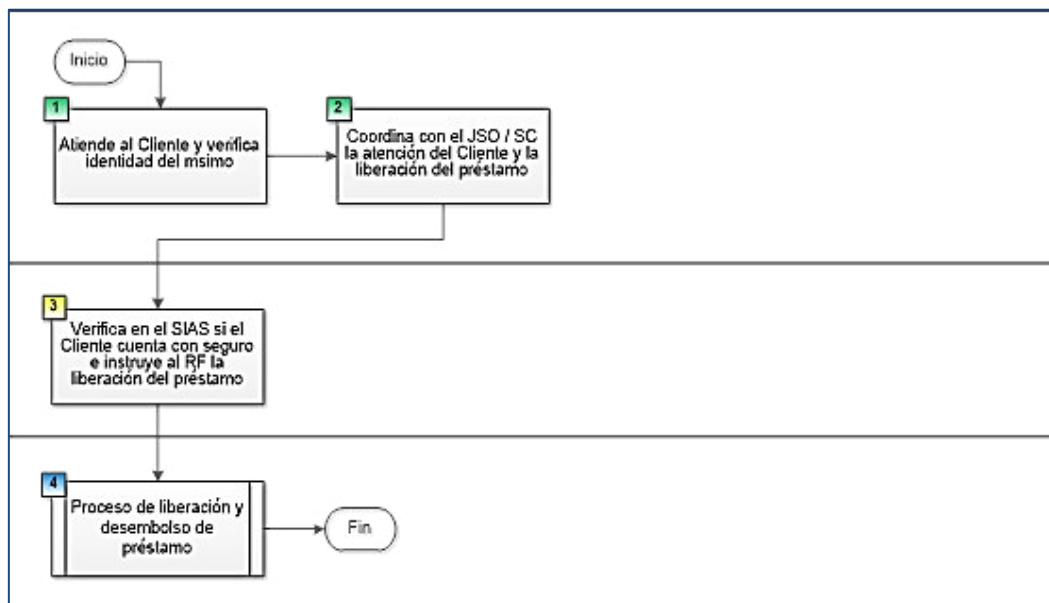 Inicio
1
Atiende al Cliente y verifica
identidad del msimo
2
Coordina con el JSO / SC
la atención del Cliente y la
liberación del préstamo
3
Verifica en el SIAS si el
Cliente cuenta con seguro
e instruye al RF la
liberación del préstamo
4
Proceso de liberación y
desembolso de
préstamo
Fin